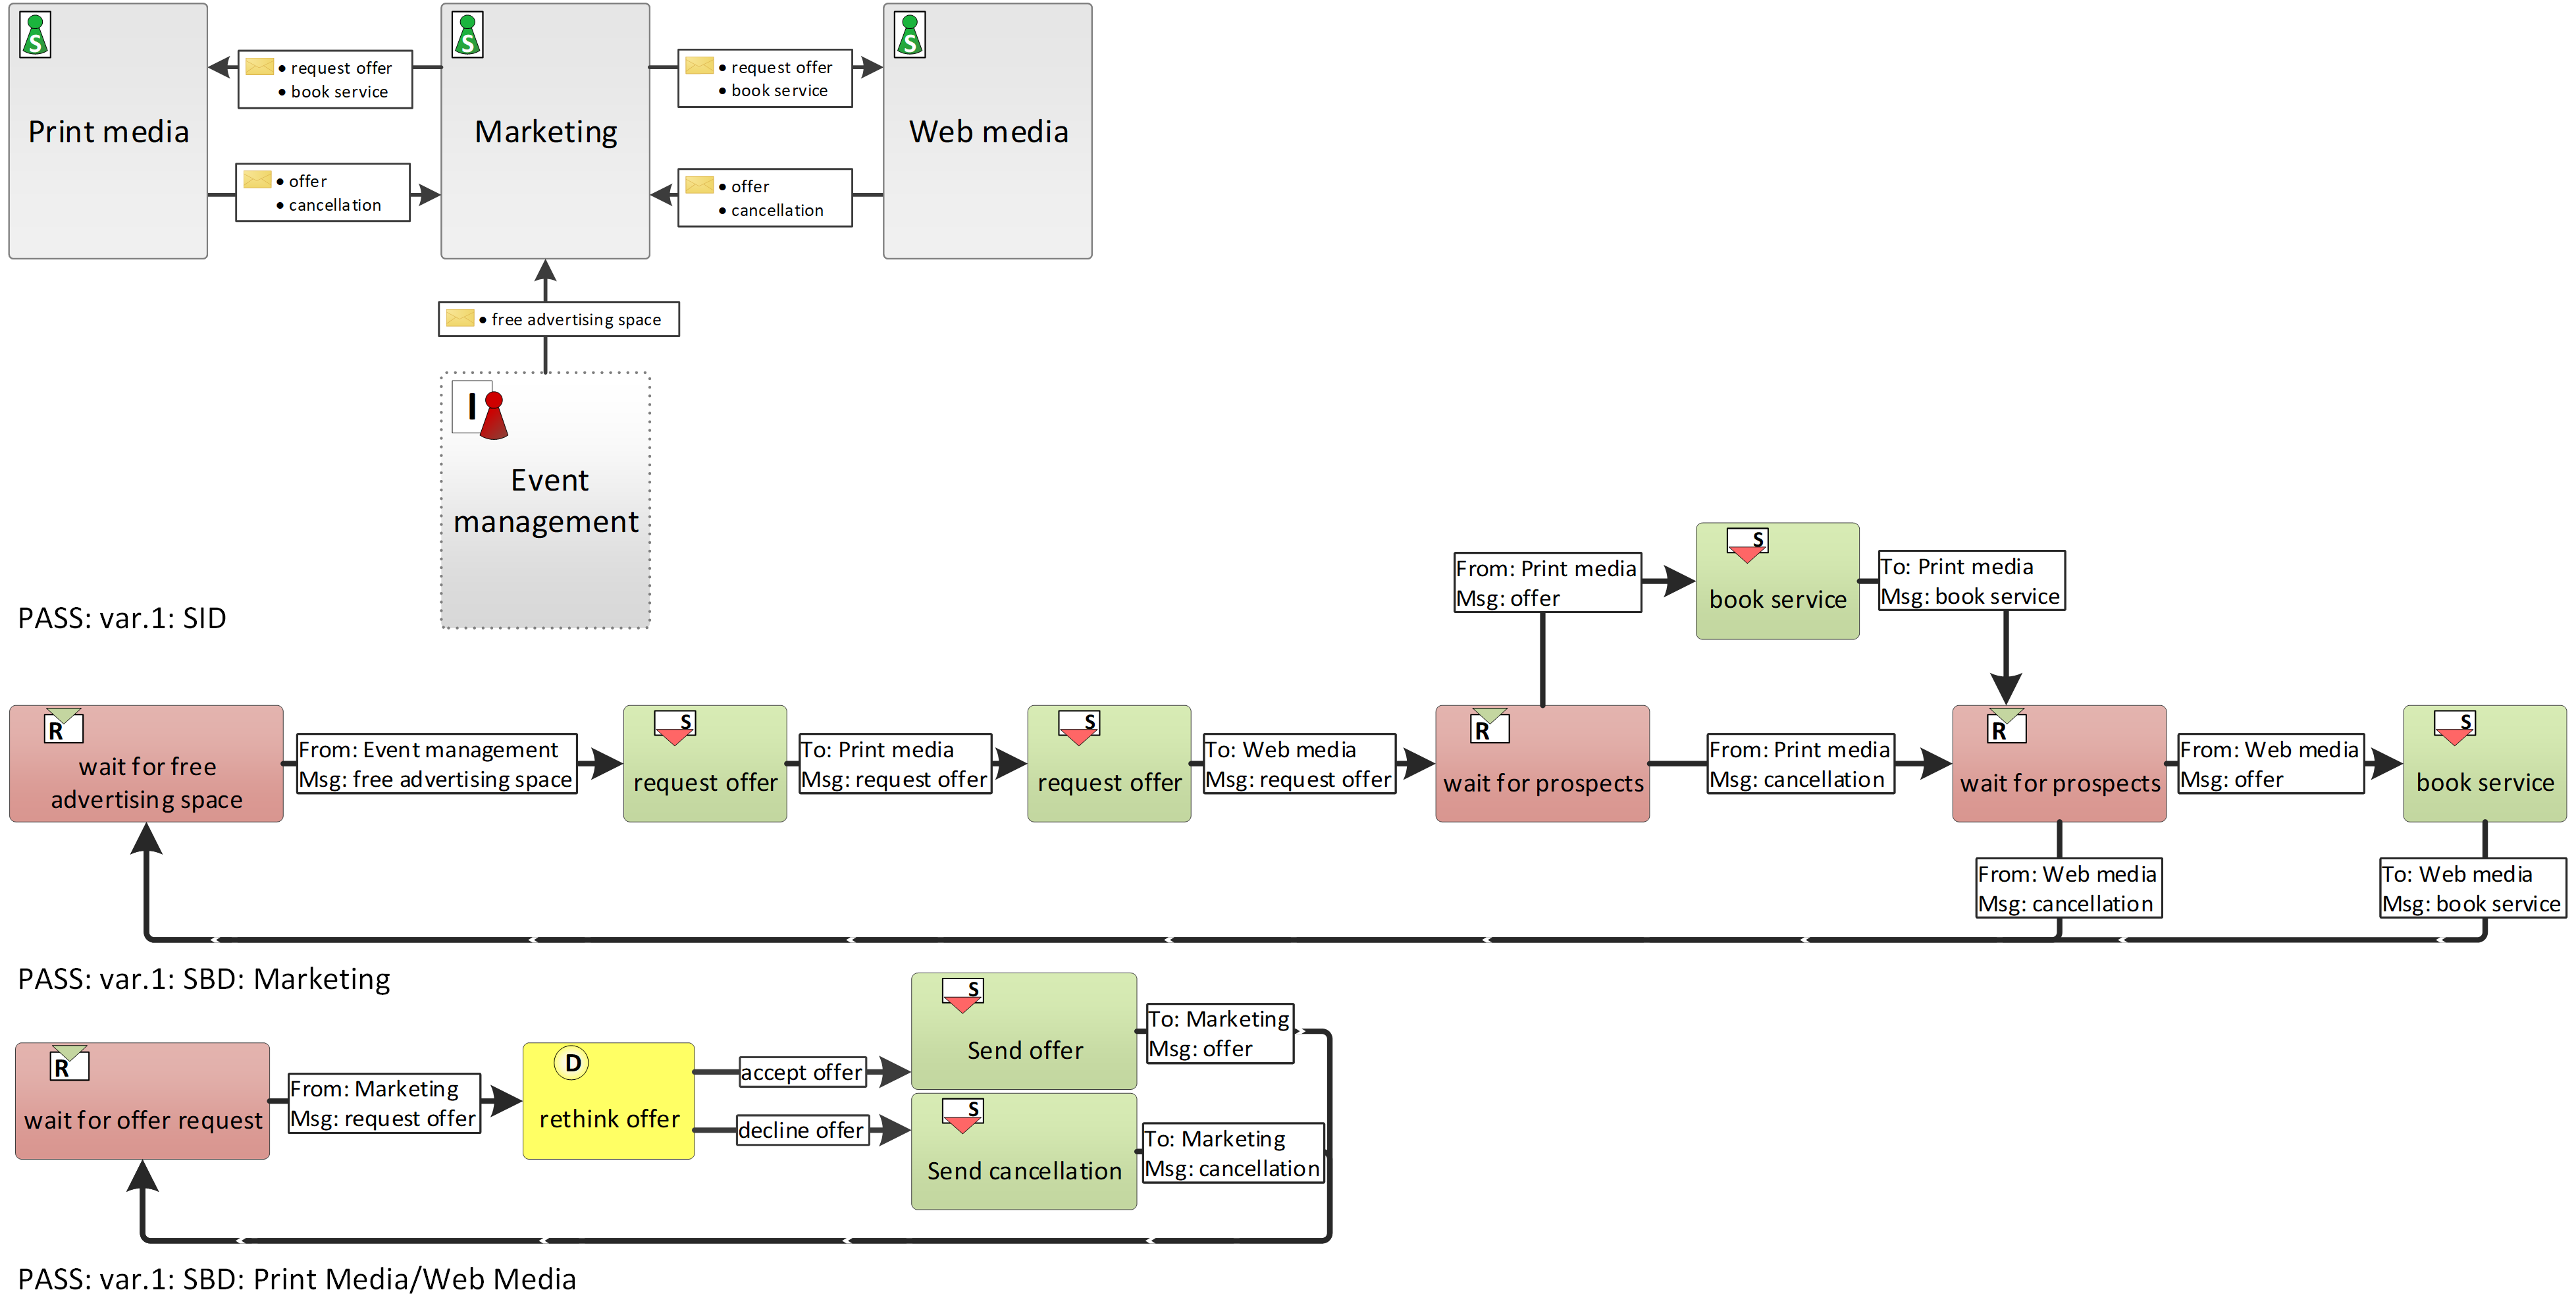 S
S
S
• request offer
• book service
• request offer
• book service
Print media
Marketing
Web media
• offer
• cancellation
• offer
• cancellation
• free advertising space
I
Event
management
PASS: var.1: SID
From: Print media
Msg: offer
S
book service
To: Print media
Msg: book service
R
wait for free
advertising space
From: Event management
Msg: free advertising space
S
request offer
To: Print media
Msg: request offer
S
request offer
To: Web media
Msg: request offer
R
wait for prospects
From: Print media
Msg: cancellation
R
wait for prospects
From: Web media
Msg: offer
S
book service
From: Web media
Msg: cancellation
To: Web media
Msg: book service
PASS: var.1: SBD: Marketing
R
wait for offer request
From: Marketing
Msg: request offer
D
rethink offer
accept offer
decline offer
S
Send offer
To: Marketing
Msg: offer
S
Send cancellation
To: Marketing
Msg: cancellation
PASS: var.1: SBD: Print Media/Web Media